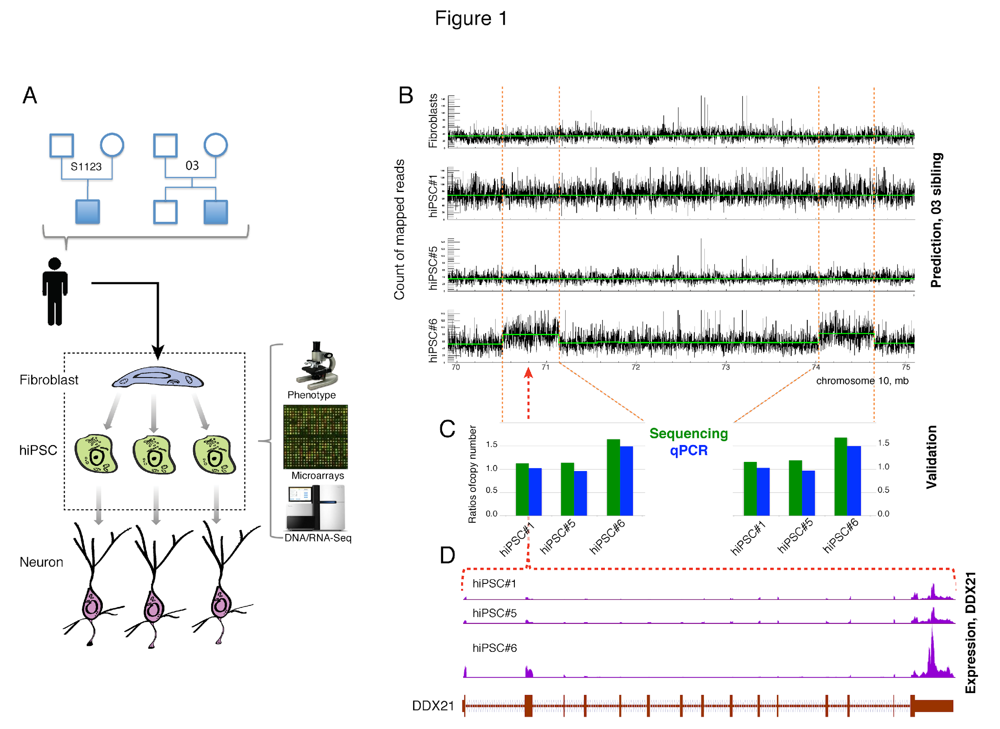 Figure 1
A
S1123
03
Fibroblast
hiPSC
Neuron
Phenotype
Microarrays
DNA/RNA-Seq
B
Count of mapped reads
Fibroblasts
hiPSC#1
hiPSC#5
hiPSC#6
70 71 72 73 74 75
chromosome 10, mb
Prediction, 03 sibling
C
Ratios ofcopy number
1.5
1.0
0.5
0.0
hiPSC#1 hiPSC#5 hiPSC#6
Sequencing
qPCR
1.5
1.0
0.5
0.0
hiPSC#1 hiPSC#5 hiPSC#6
Validation
D
hiPSC#1
hiPSC#5
hiPSC#6
DDX21
Expression, DDX21